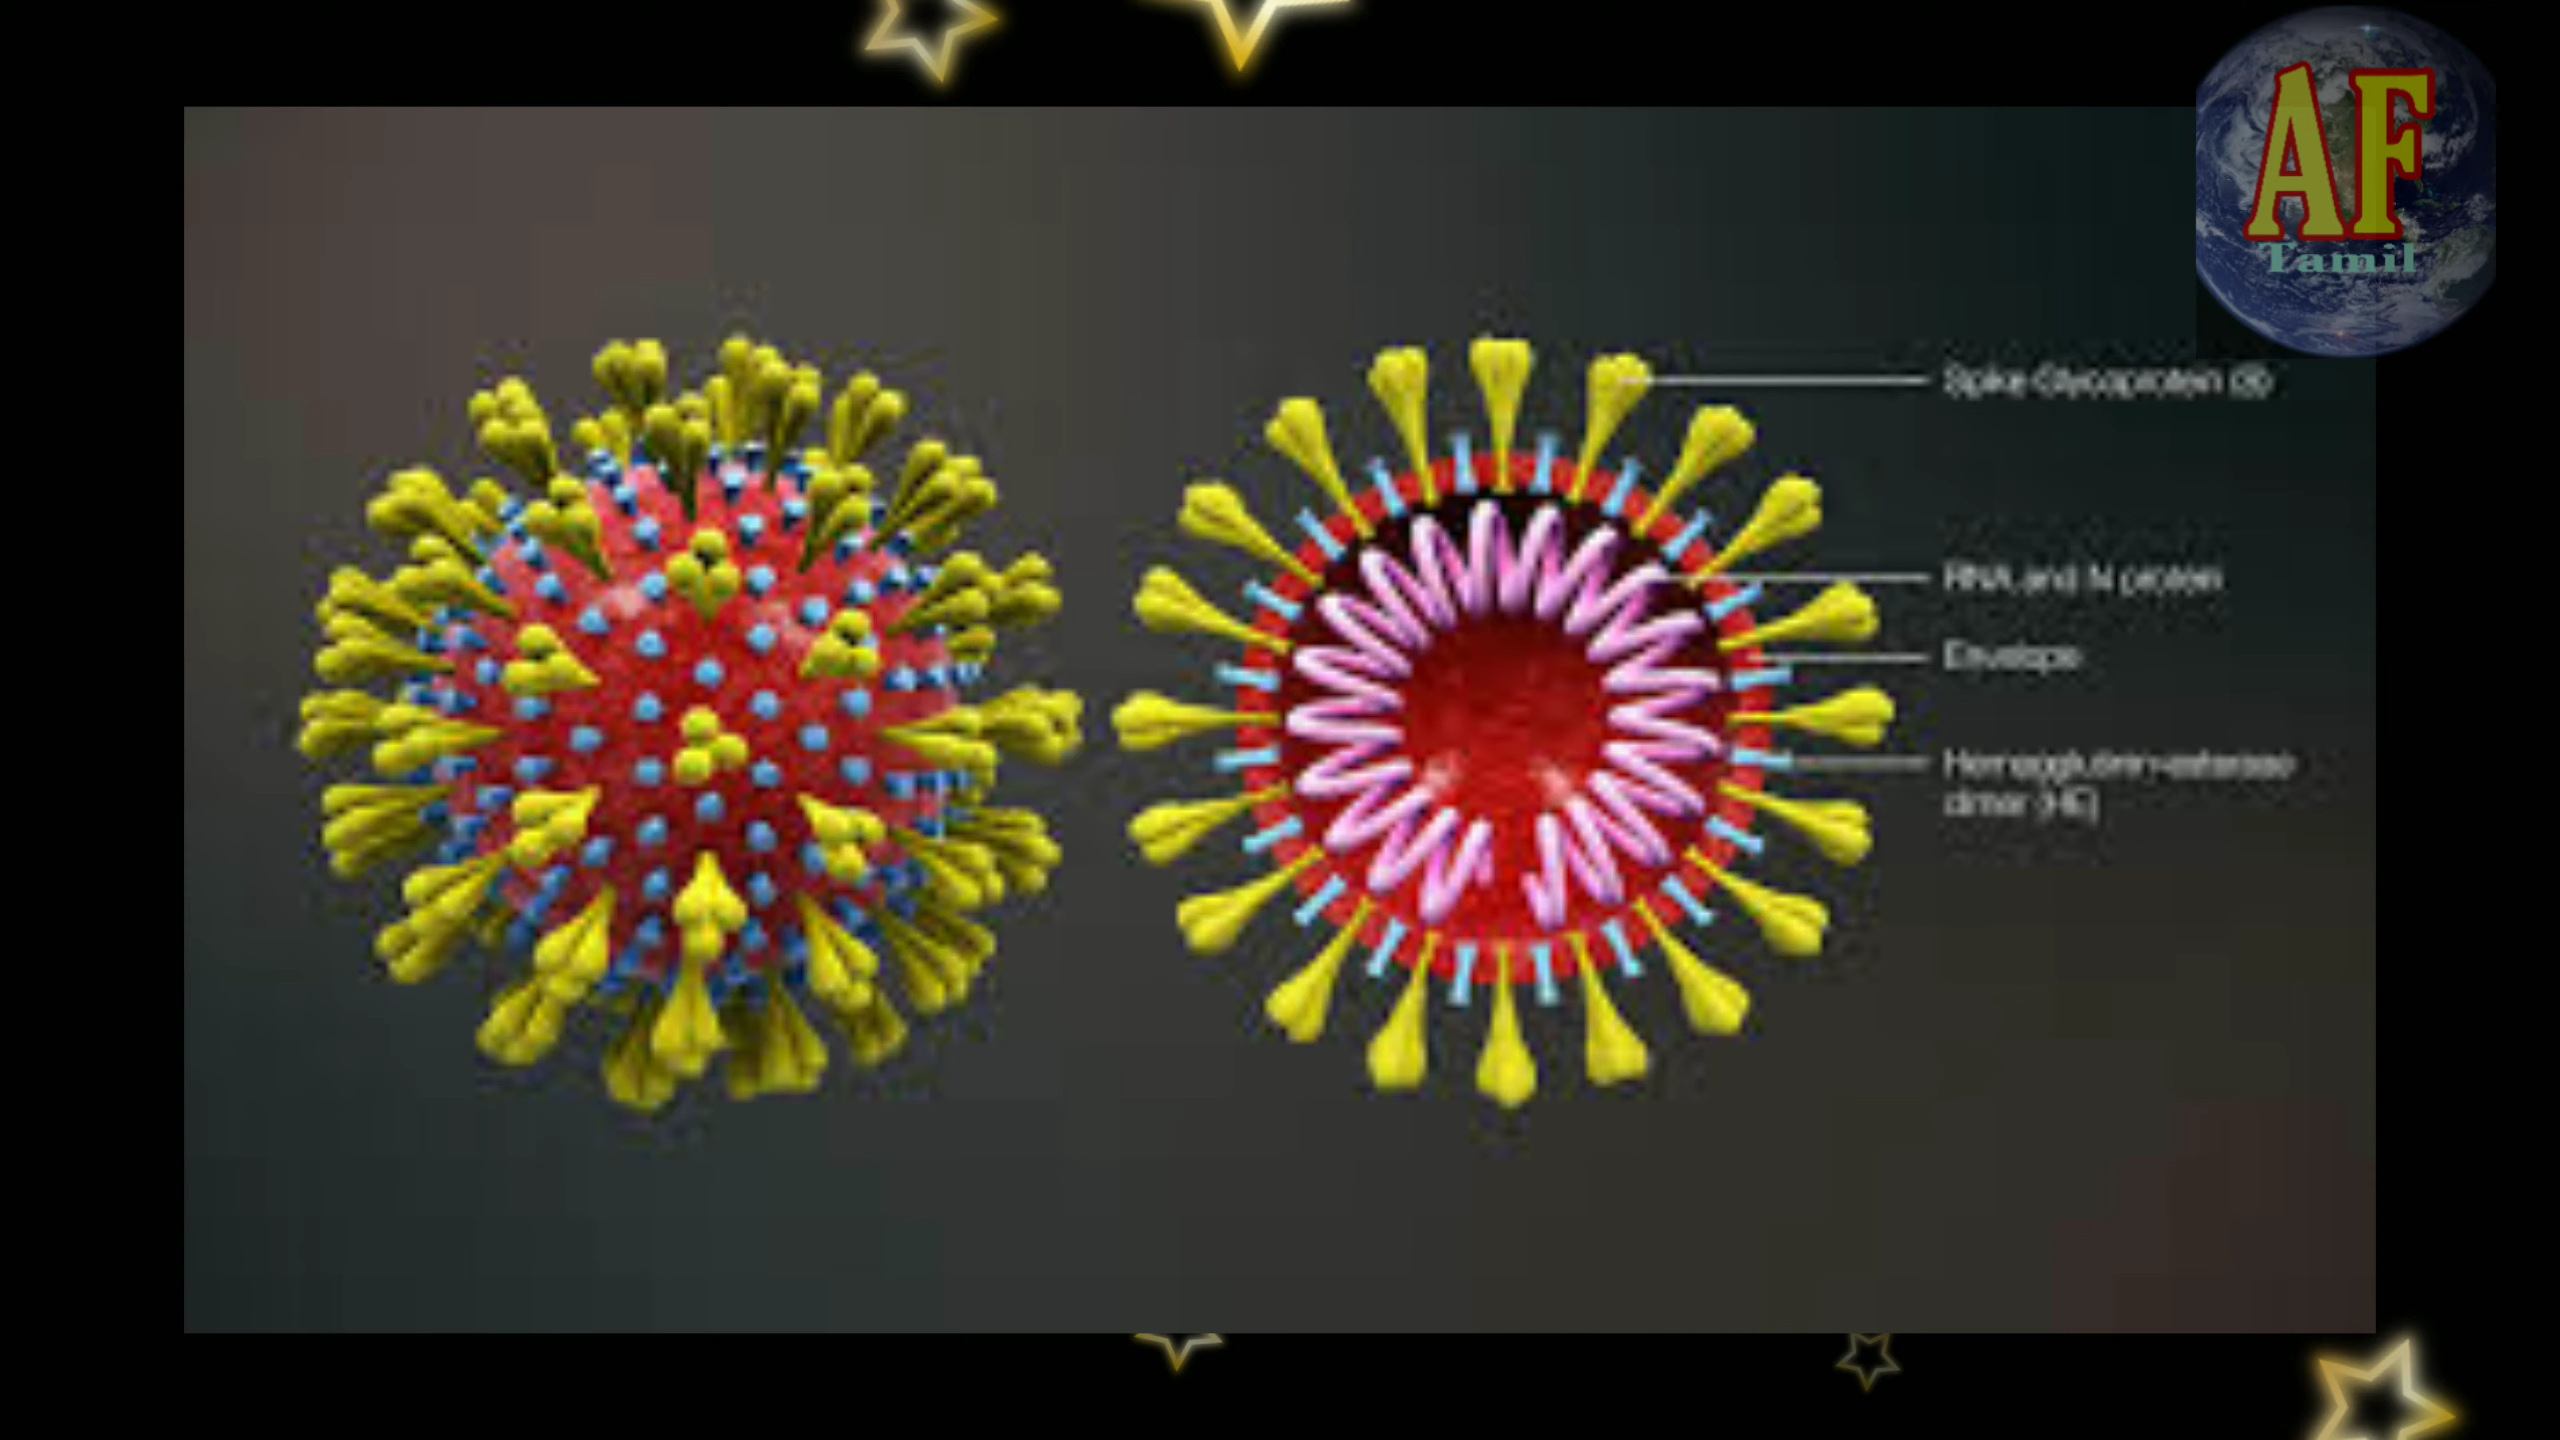 AF
Tamil
Spike Glycoprotein (S)
RNA and N protein
Envelope
Hemagglutinin-esterase
dimer (HE)